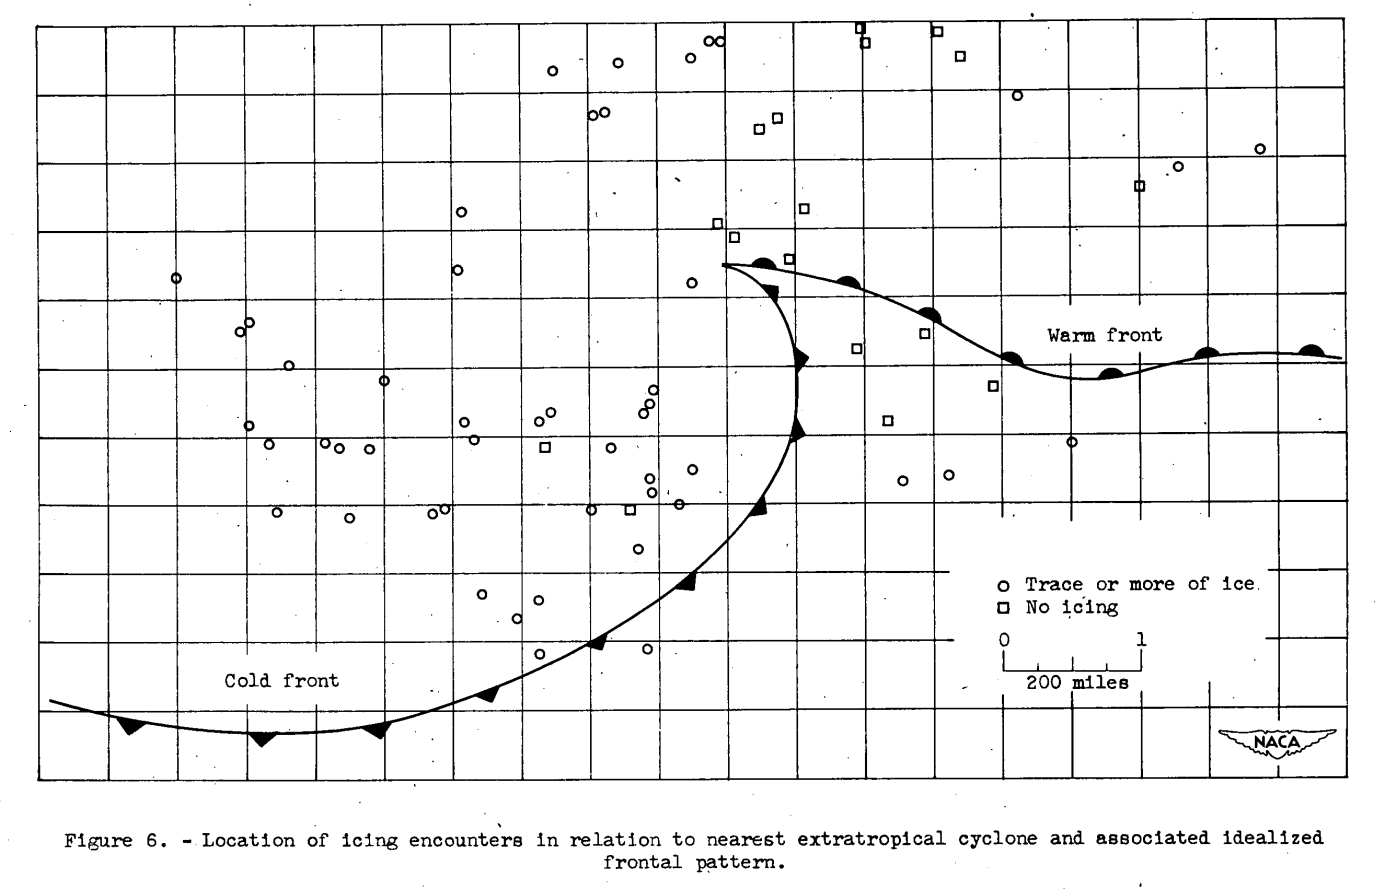 Warm front
Trace or more of ice
No icing
0 1
200 miles
Cold front
NACA
Figure 6. - Location of icing encounters in relation to nearest extratropical cyclone and associated idealized
frontal pattern.